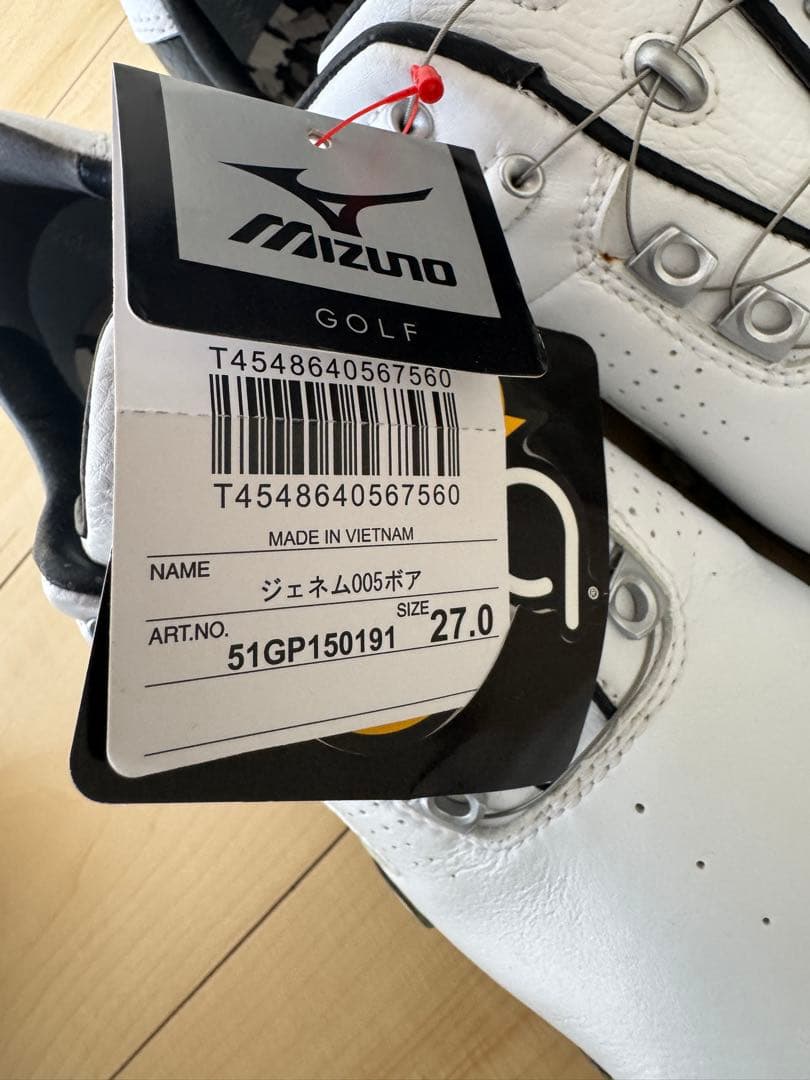 MIZUNO
GOLF
T4548640567560
T4548640567560
MADE IN VIETNAM
NAME
ジェネム005ボア
ART.NO. 51GP150191 SIZE 27.0
®